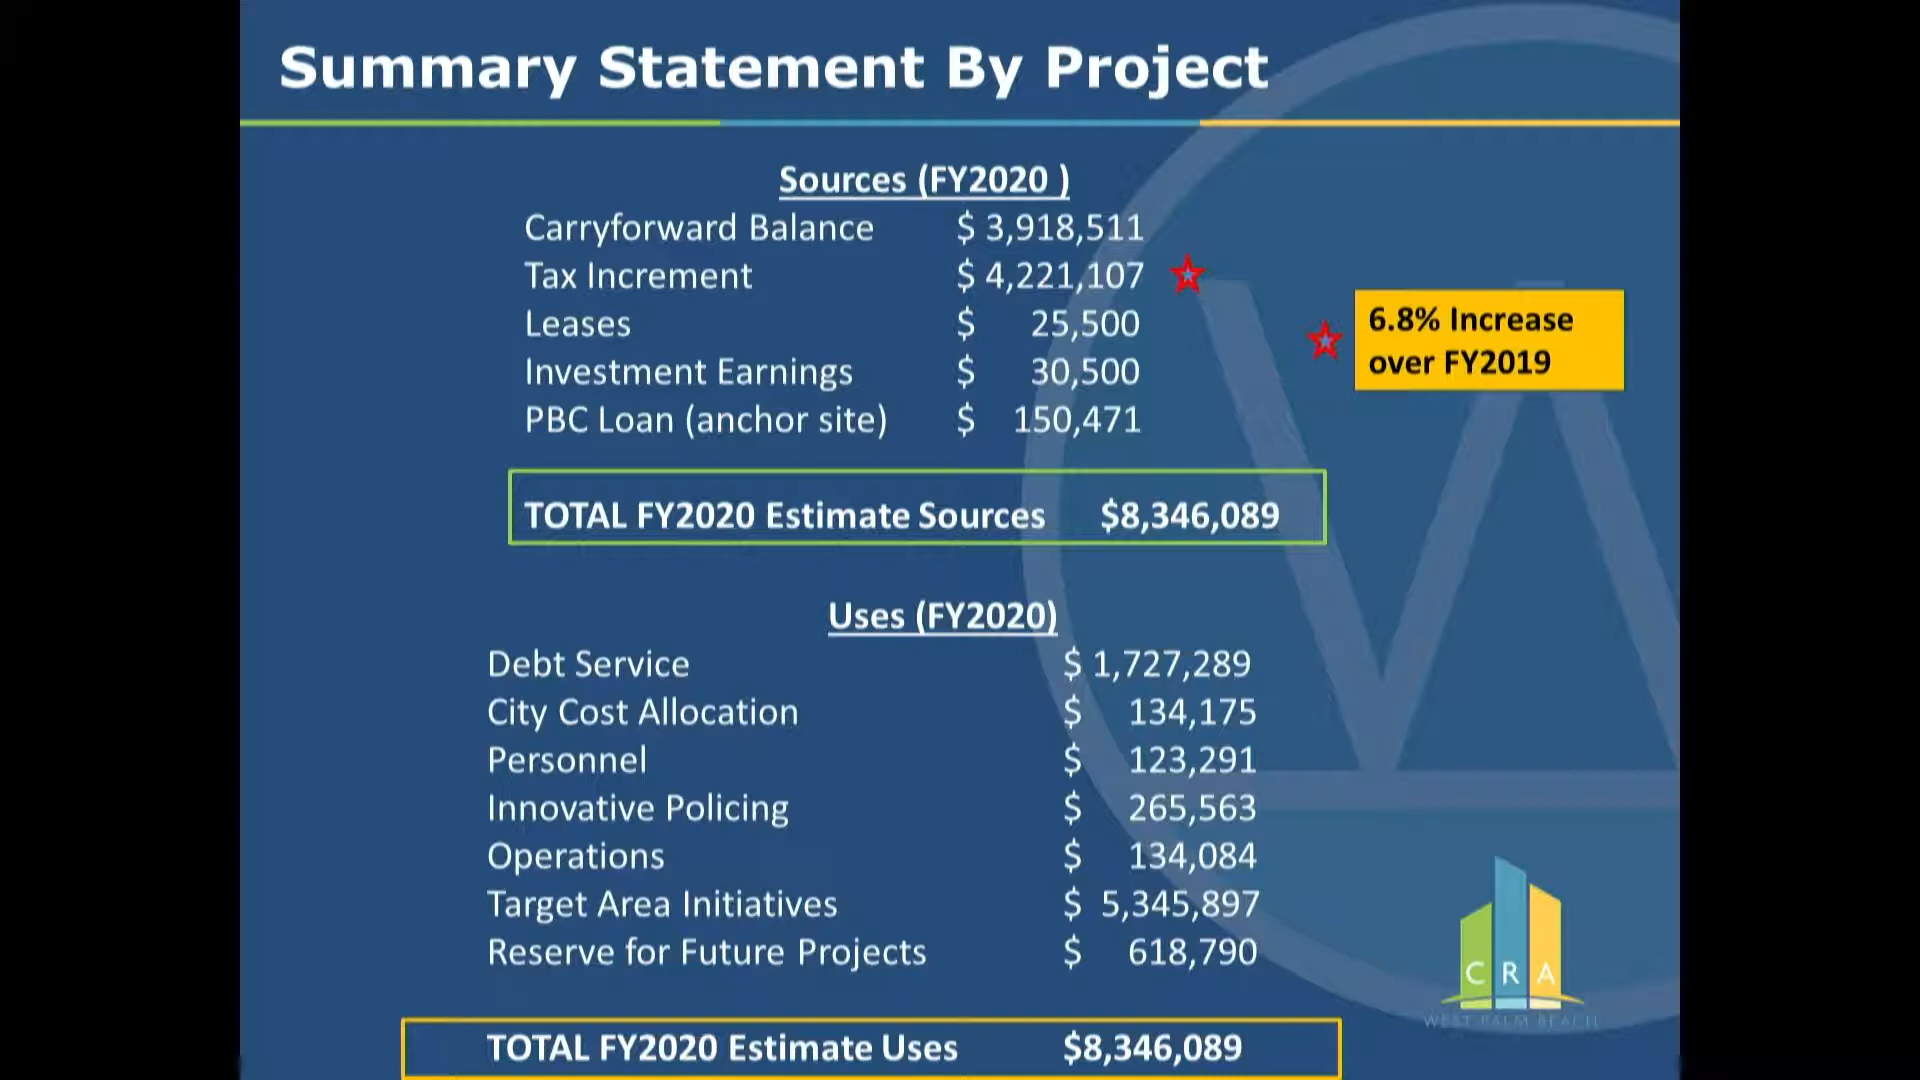 Summary Statement By Project
Sources (FY2020 )
Carryforward Balance $ 3,918,511
Tax Increment $ 4,221,107
Leases $ 25,500
Investment Earnings $ 30,500
PBC Loan (anchor site) $ 150,471
6.8% Increase
over FY2019
TOTAL FY2020 Estimate Sources $8,346,089
Uses (FY2020)
Debt Service $ 1,727,289
City Cost Allocation $ 134,175
Personnel $ 123,291
Innovative Policing $ 265,563
Operations $ 134,084
Target Area Initiatives $ 5,345,897
Reserve for Future Projects $ 618,790
CRA
WEST PALM BEACH
TOTAL FY2020 Estimate Uses $8,346,089